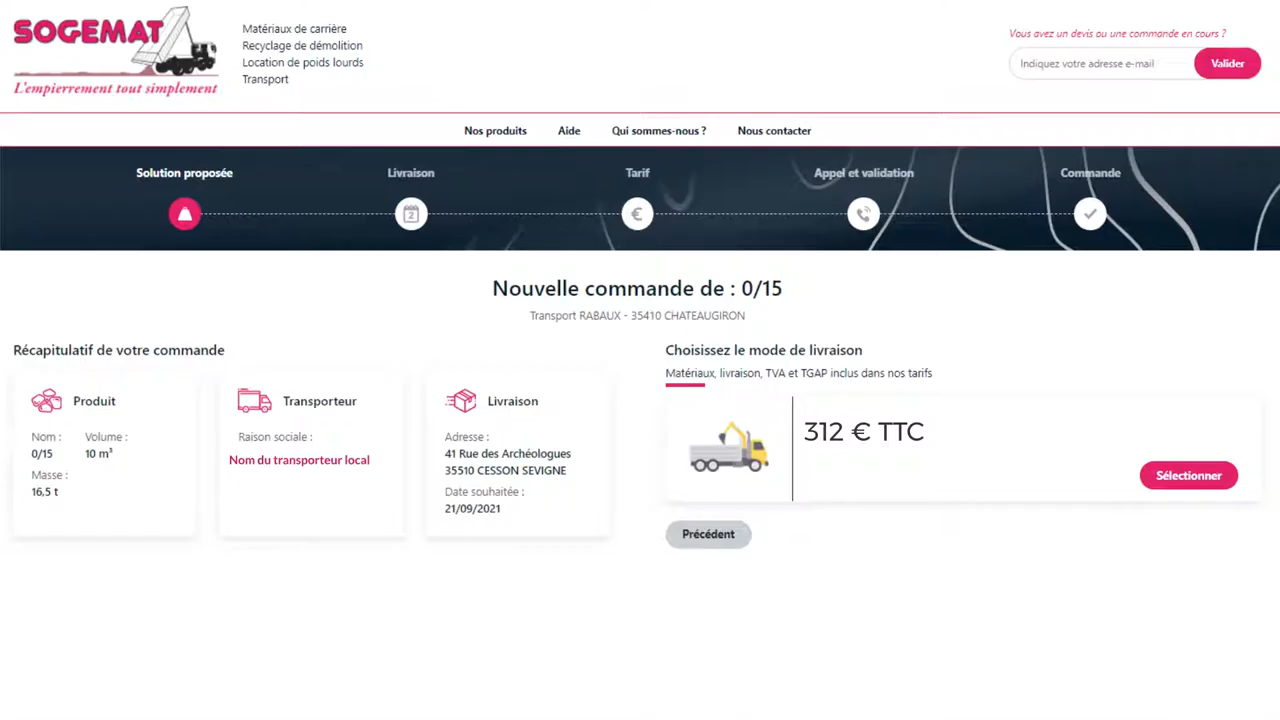 SOGEMAT
L'empierrement tout simplement
Matériaux de carrière
Recyclage de démolition
Location de poids lourds
Transport
Vous avez un devis ou une commande en cours ?
Indiquez votre adresse e-mail
Valider
Nos produits
Aide
Qui sommes-nous ?
Nous contacter
Solution proposée
Livraison
Tarif
Appel et validation
Commande
2
€
Nouvelle commande de : 0/15
Transport RABAUX - 35410 CHATEAUGIRON
Récapitulatif de votre commande
Produit
Nom :
Volume :
0/15
10 m³
Masse :
16,5 t
Transporteur
Raison sociale :
Nom du transporteur local
Livraison
Adresse :
41 Rue des Archéologues
35510 CESSON SEVIGNE
Date souhaitée :
21/09/2021
Choisissez le mode de livraison
Matériaux, livraison, TVA et TGAP inclus dans nos tarifs
312 € TTC
Sélectionner
Précédent